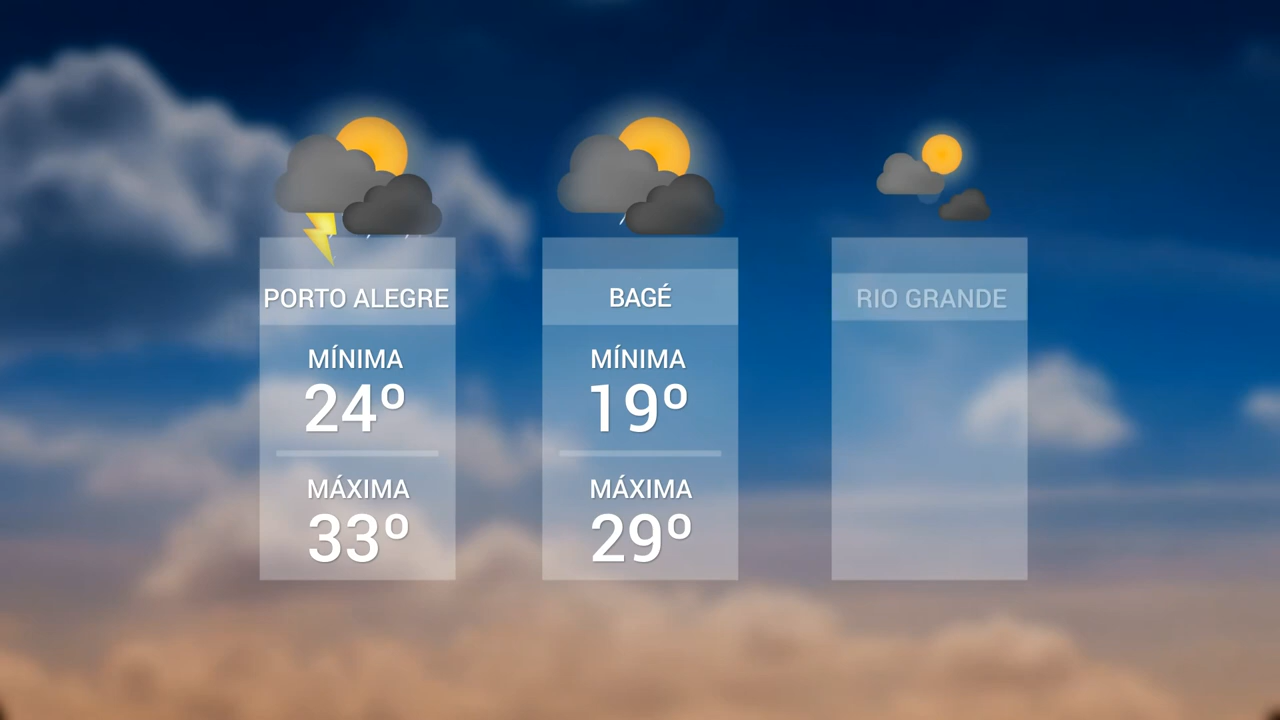 PORTO ALEGRE
MÍNIMA
24º
MÁXIMA
33º
BAGÉ
MÍNIMA
19º
MÁXIMA
29º
RIO GRANDE